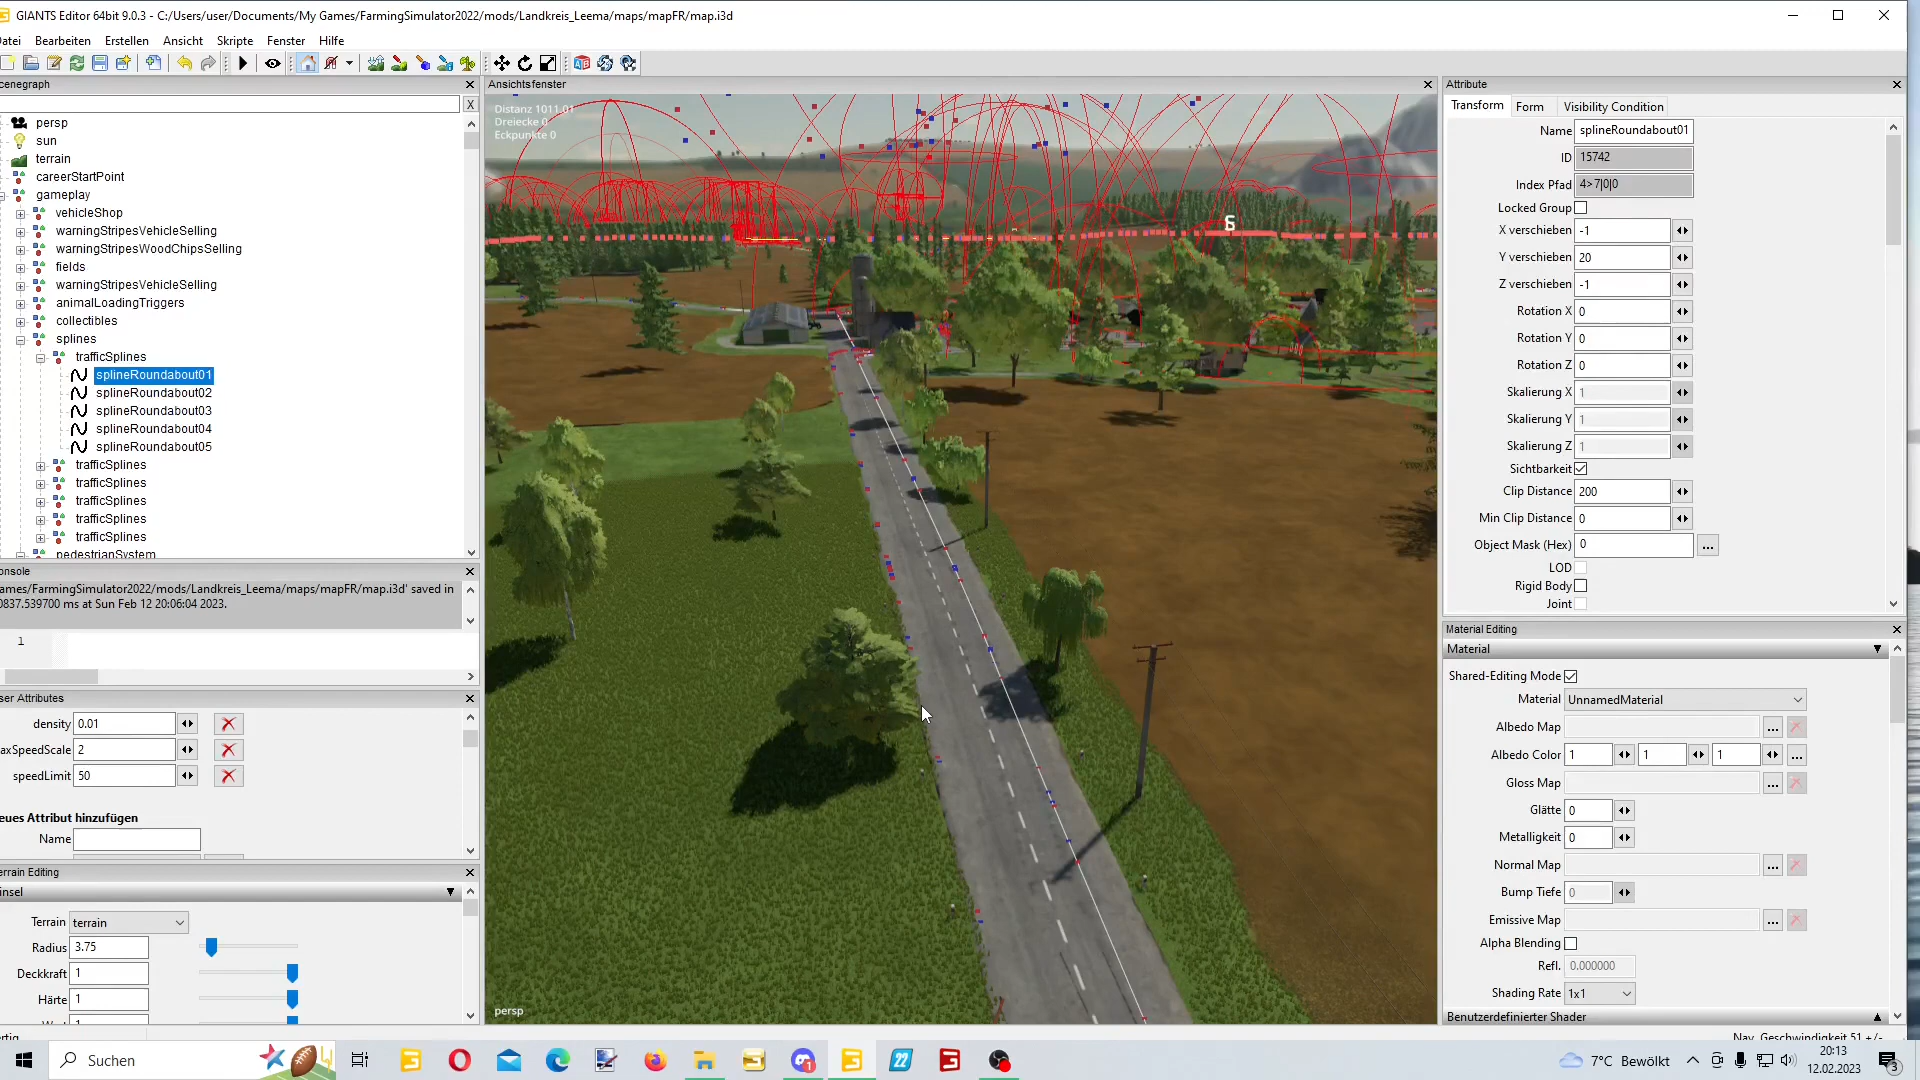 GIANTS Editor 64bit 9.0.3 - C:/Users/user/Documents/My Games/FarmingSimulator2022/mods/Landkreis_Leema/maps/mapFR/map.i3d
atei Bearbeiten Erstellen Ansicht Skripte Fenster Hilfe
cenegraph
X
persp
sun
terrain
careerStartPoint
gameplay
vehicleShop
warningStripesVehicleSelling
warningStripesWoodChipsSelling
fields
warningStripesVehicleSelling
animalLoadingTriggers
collectibles
splines
trafficSplines
splineRoundabout01
splineRoundabout02
splineRoundabout03
splineRoundabout04
splineRoundabout05
trafficSplines
trafficSplines
trafficSplines
trafficSplines
trafficSplines
pedestrianSystem
onsole
ames/FarmingSimulator2022/mods/Landkreis_Leema/maps/mapFR/map.i3d' saved in
0837.539700 ms at Sun Feb 12 20:06:04 2023.
1
ser Attributes
density 0.01
axSpeedScale 2
speedLimit 50
eues Attribut hinzufügen
Name
errain Editing
insel
Terrain terrain
Radius 3.75
Deckkraft 1
Härte 1
Ansichtsfenster
Distanz 1011.01
Dreiecke 0
Eckpunkte 0
persp
Attribute
Transform Form Visibility Condition
Name splineRoundabout01
ID 15742
Index Pfad 4>7|0|0
Locked Group
X verschieben -1
Y verschieben 20
Z verschieben -1
Rotation X 0
Rotation Y 0
Rotation Z 0
Skalierung X 1
Skalierung Y 1
Skalierung Z 1
Sichtbarkeit
Clip Distance 200
Min Clip Distance 0
Object Mask (Hex) 0 ...
LOD
Rigid Body
Joint
Material Editing
Material
Shared-Editing Mode
Material UnnamedMaterial
Albedo Map ...
Albedo Color 1 1 1 ...
Gloss Map ...
Glätte 0
Metalligkeit 0
Normal Map ...
Bump Tiefe 0
Emissive Map ...
Alpha Blending
Refl. 0.000000
Shading Rate 1x1
Benutzerdefinierter Shader
ertig
Nav. Geschwindigkeit 51 +/-
Suchen
22
1
7°C Bewölkt
20:13
12.02.2023
3